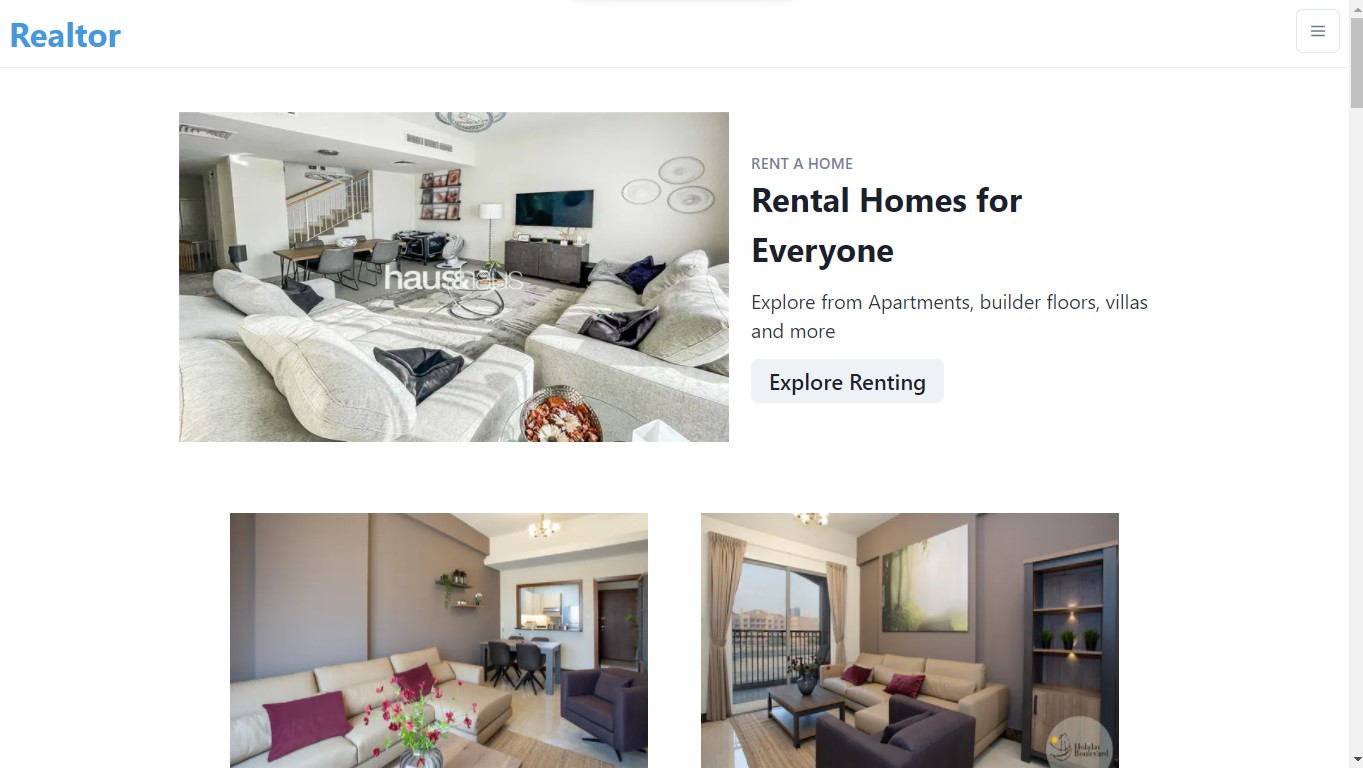 Realtor
RENT A HOME
Rental Homes for
Everyone
Explore from Apartments, builder floors, villas
and more
Explore Renting
haus&haus
Holiday
Boulevard